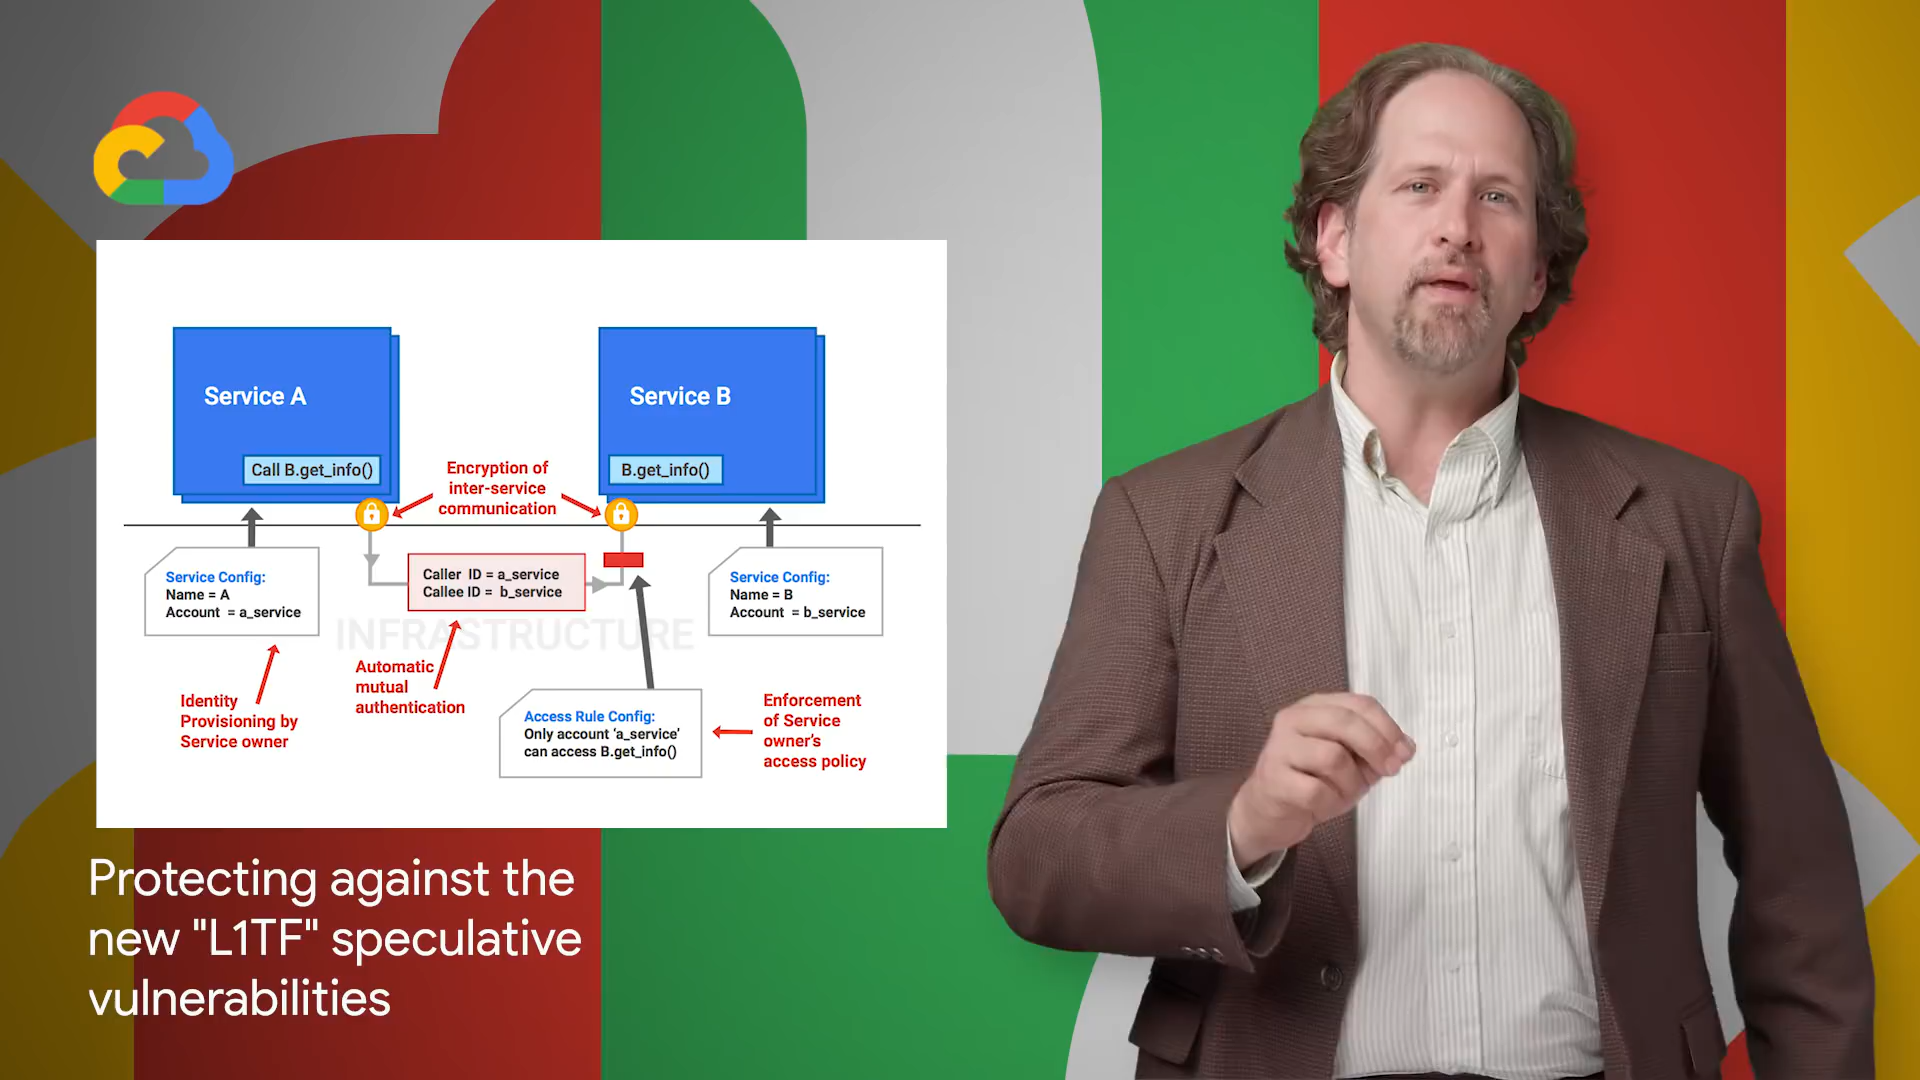 Service A
Call B.get_info()
Service B
B.get_info()
Encryption of
inter-service
communication
Service Config:
Name = A
Account = a_service
Caller ID = a_service
Callee ID = b_service
Service Config:
Name = B
Account = b_service
INFRASTRUCTURE
Identity
Provisioning by
Service owner
Automatic
mutual
authentication
Access Rule Config:
Only account ‘a_service’
can access B.get_info()
Enforcement
of Service
owner’s
access policy
Protecting against the
new "L1TF" speculative
vulnerabilities